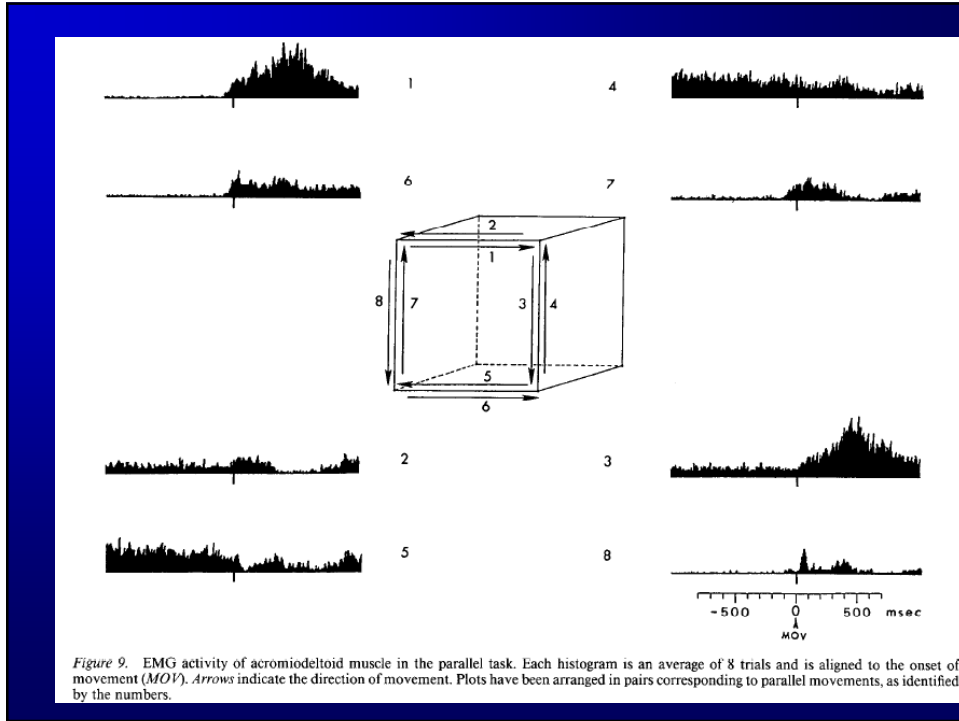 1 4
6 7
2
1
8 7 3 4
5
6
2 3
5 8
-500 0 500 msec
MOV
Figure 9. EMG activity of acromiodeltoid muscle in the parallel task. Each histogram is an average of 8 trials and is aligned to the onset of
movement (MOV). Arrows indicate the direction of movement. Plots have been arranged in pairs corresponding to parallel movements, as identified
by the numbers.